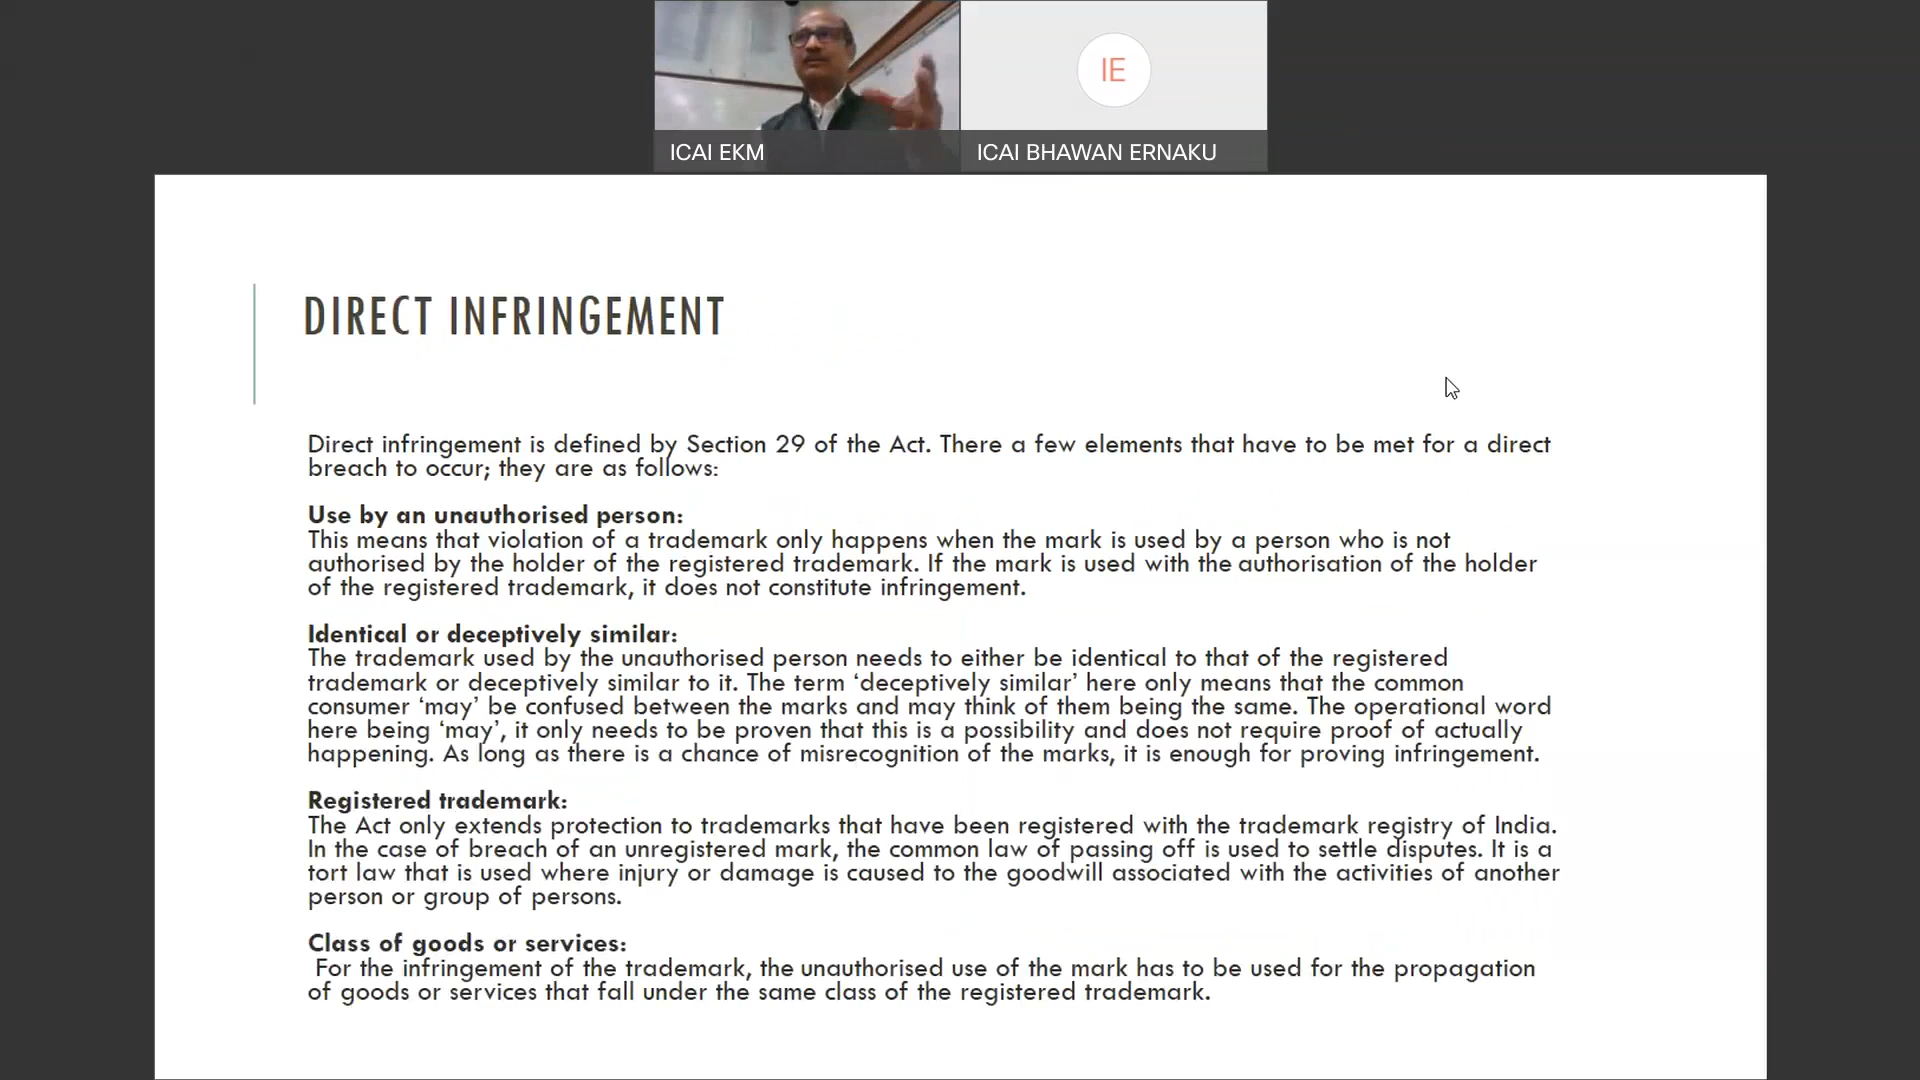 IE
ICAI EKM
ICAI BHAWAN ERNAKU
DIRECT INFRINGEMENT
Direct infringement is defined by Section 29 of the Act. There a few elements that have to be met for a direct
breach to occur; they are as follows:
Use by an unauthorised person:
This means that violation of a trademark only happens when the mark is used by a person who is not
authorised by the holder of the registered trademark. If the mark is used with the authorisation of the holder
of the registered trademark, it does not constitute infringement.
Identical or deceptively similar:
The trademark used by the unauthorised person needs to either be identical to that of the registered
trademark or deceptively similar to it. The term ‘deceptively similar’ here only means that the common
consumer ‘may’ be confused between the marks and may think of them being the same. The operational word
here being ‘may’, it only needs to be proven that this is a possibility and does not require proof of actually
happening. As long as there is a chance of misrecognition of the marks, it is enough for proving infringement.
Registered trademark:
The Act only extends protection to trademarks that have been registered with the trademark registry of India.
In the case of breach of an unregistered mark, the common law of passing off is used to settle disputes. It is a
tort law that is used where injury or damage is caused to the goodwill associated with the activities of another
person or group of persons.
Class of goods or services:
For the infringement of the trademark, the unauthorised use of the mark has to be used for the propagation
of goods or services that fall under the same class of the registered trademark.